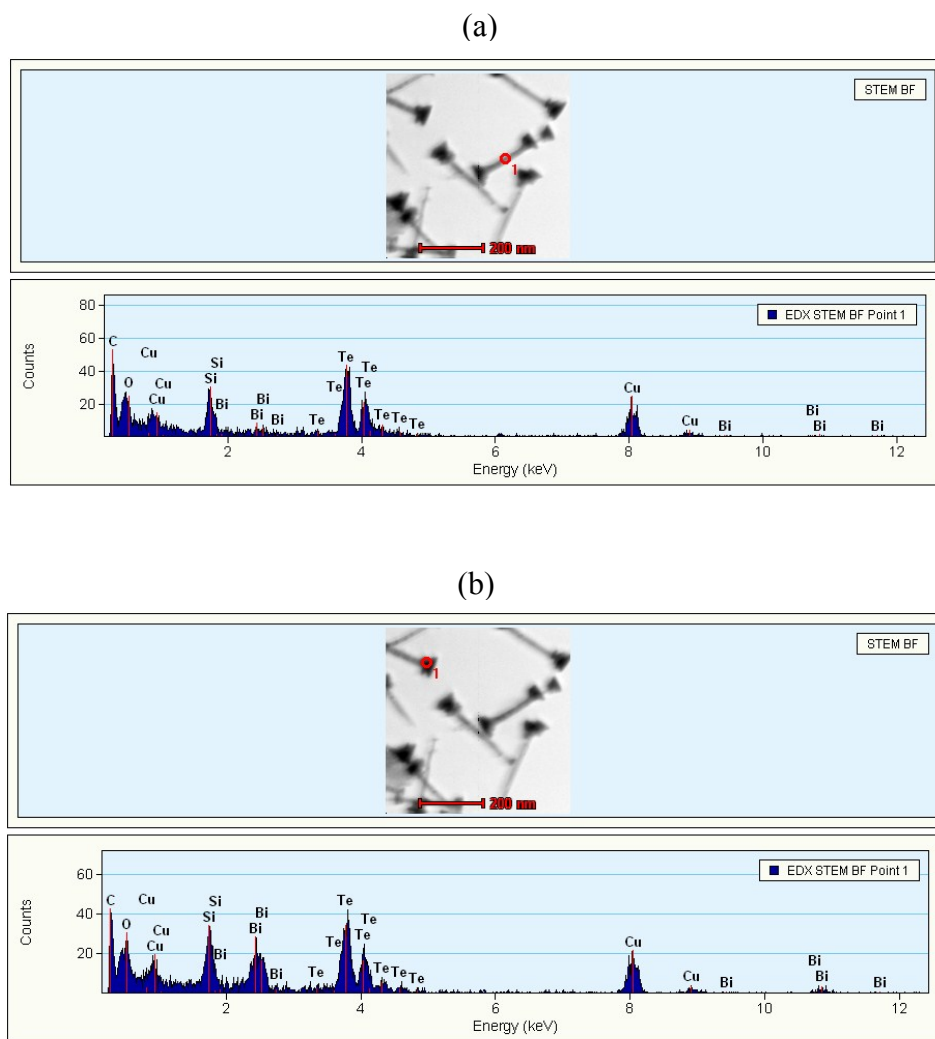 (a)
STEM BF
1
200 nm
EDX STEM BF Point 1
80
60
40
20
Counts
C
O
Cu
Cu
Cu
Si
Si
Bi
Bi
Bi
Bi
Te
Te
Te
Te
Te
Te
Te
Te
Cu
Cu
Bi
Bi
Bi
Bi
2
4
6
8
10
12
Energy (keV)
(b)
STEM BF
1
200 nm
EDX STEM BF Point 1
60
40
20
Counts
C
O
Cu
Cu
Cu
Si
Si
Bi
Bi
Bi
Bi
Te
Te
Te
Te
Te
Te
Te
Te
Cu
Cu
Bi
Bi
Bi
Bi
2
4
6
8
10
12
Energy (keV)